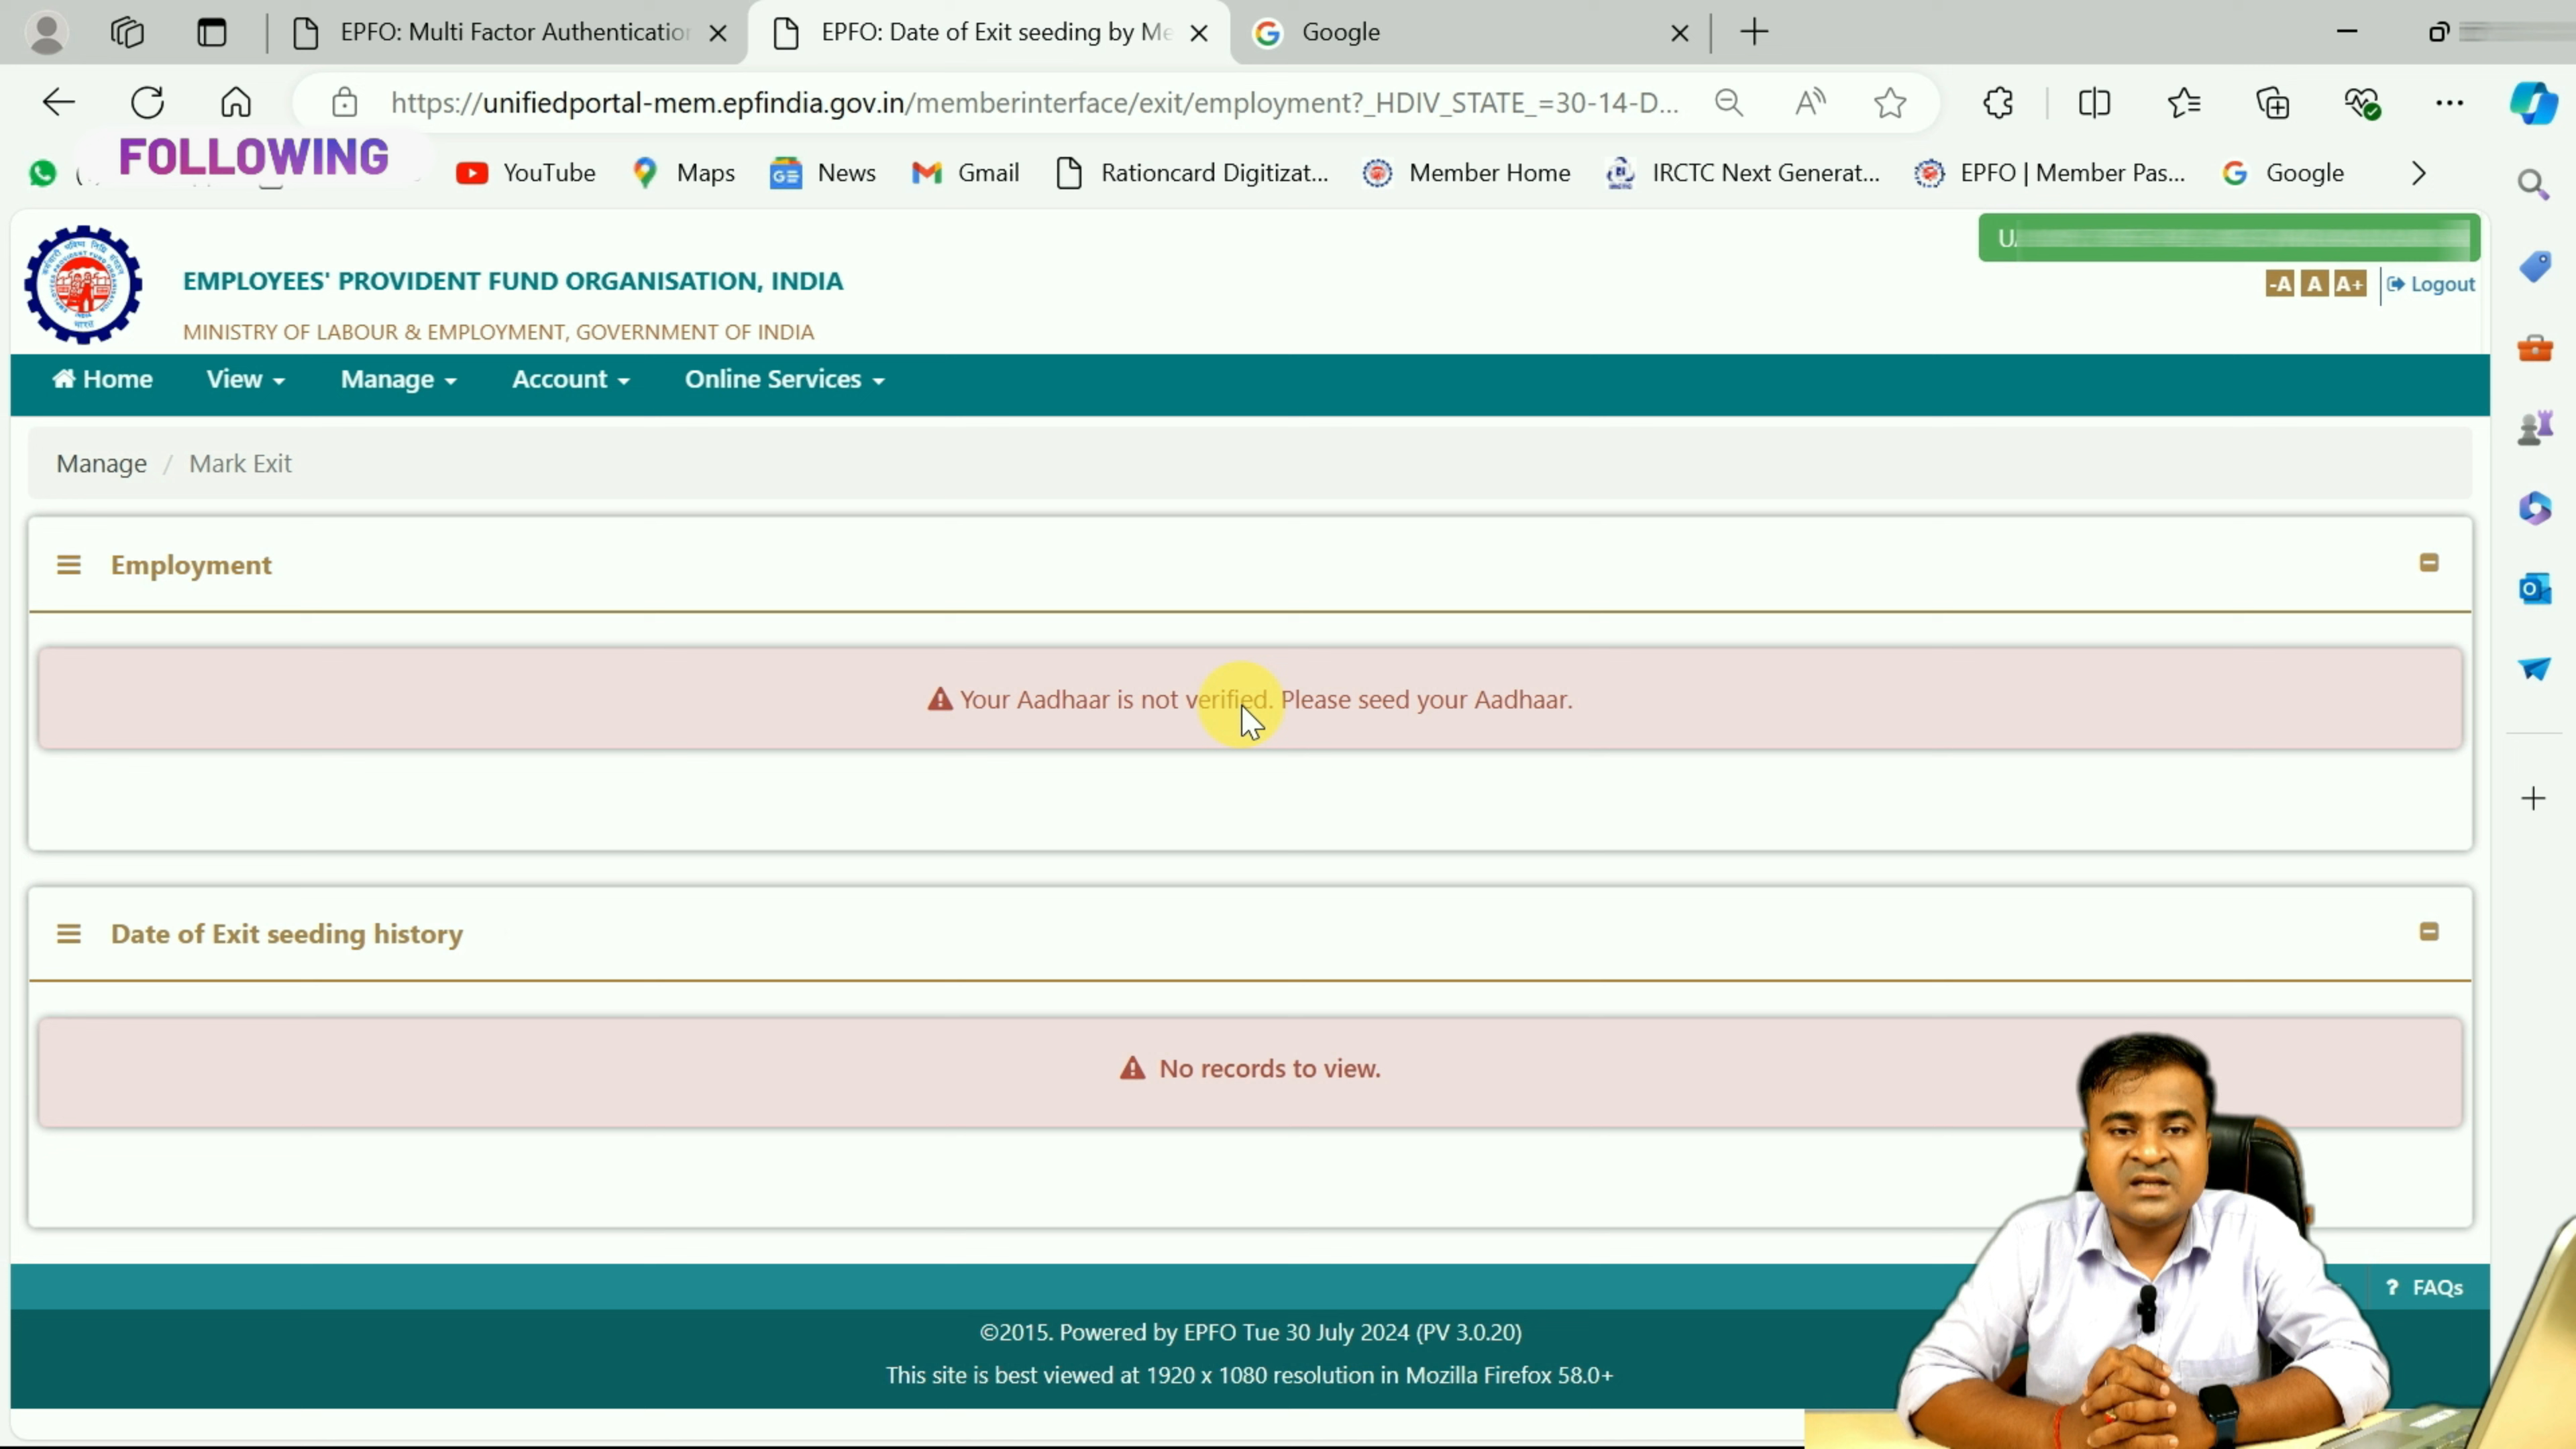 EPFO: Multi Factor Authentication
EPFO: Date of Exit seeding by Me
Google
https://unifiedportal-mem.epfindia.gov.in/memberinterface/exit/employment?_HDIV_STATE_=30-14-D...
FOLLOWING
YouTube
Maps
News
Gmail
Rationcard Digitizat...
Member Home
IRCTC Next Generat...
EPFO | Member Pas...
Google
EMPLOYEES' PROVIDENT FUND ORGANISATION, INDIA
MINISTRY OF LABOUR & EMPLOYMENT, GOVERNMENT OF INDIA
-A A A+
Logout
Home
View
Manage
Account
Online Services
Manage / Mark Exit
Employment
Your Aadhaar is not verified. Please seed your Aadhaar.
Date of Exit seeding history
No records to view.
? FAQs
©2015. Powered by EPFO Tue 30 July 2024 (PV 3.0.20)
This site is best viewed at 1920 x 1080 resolution in Mozilla Firefox 58.0+